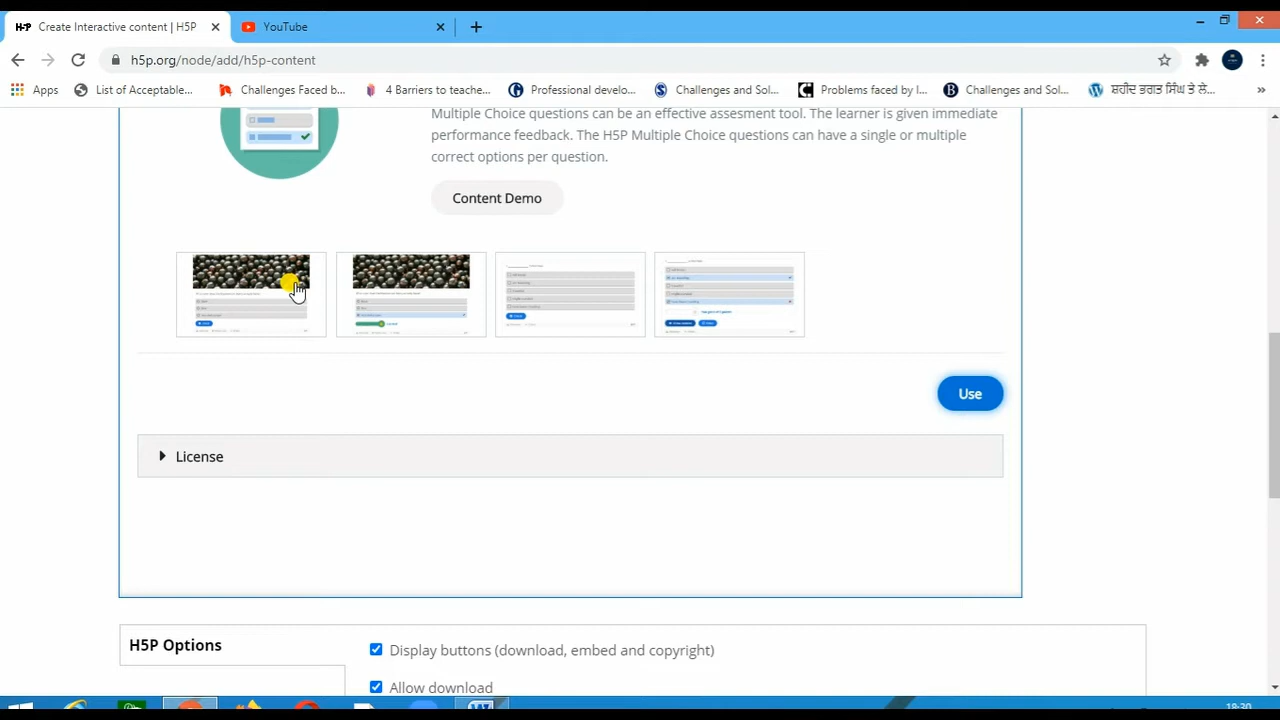 Create Interactive content | H5P
YouTube
h5p.org/node/add/h5p-content
Apps
List of Acceptable...
Challenges Faced b...
4 Barriers to teache...
Professional develo...
Challenges and Sol...
Problems faced by l...
Challenges and Sol...
ਸ਼ਹੀਦ ਭਗਤ ਸਿੰਘ ਤੇ ਲੇ...
Multiple Choice questions can be an effective assesment tool. The learner is given immediate
performance feedback. The H5P Multiple Choice questions can have a single or multiple
correct options per question.
Content Demo
Use
License
H5P Options
Display buttons (download, embed and copyright)
Allow download
18:30